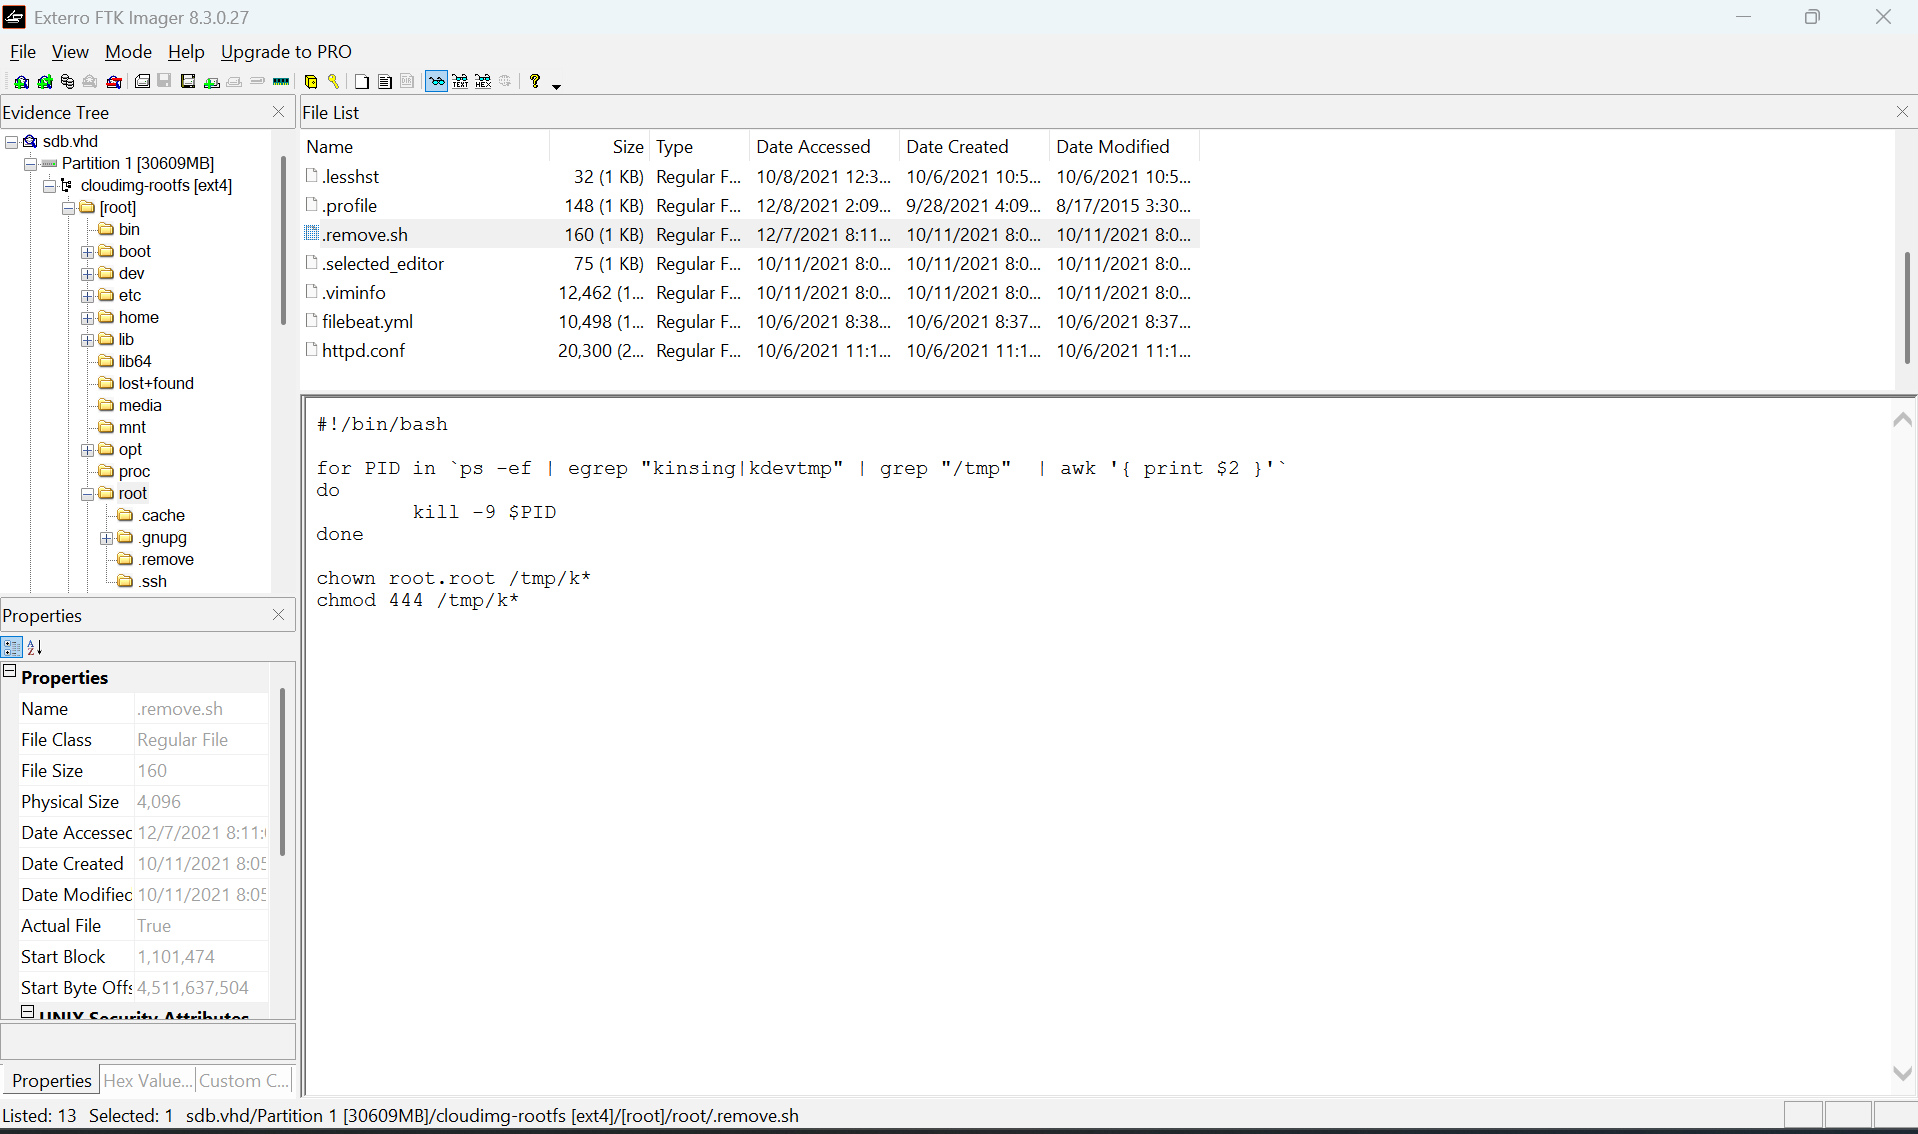 Exterro FTK Imager 8.3.0.27
File View Mode Help Upgrade to PRO
Evidence Tree
sdb.vhd
Partition 1 [30609MB]
cloudimg-rootfs [ext4]
[root]
bin
boot
dev
etc
home
lib
lib64
lost+found
media
mnt
opt
proc
root
.cache
.gnupg
.remove
.ssh
File List
Name Size Type Date Accessed Date Created Date Modified
.lesshst 32 (1 KB) Regular F... 10/8/2021 12:3... 10/6/2021 10:5... 10/6/2021 10:5...
.profile 148 (1 KB) Regular F... 12/8/2021 2:09... 9/28/2021 4:09... 8/17/2015 3:30...
.remove.sh 160 (1 KB) Regular F... 12/7/2021 8:11... 10/11/2021 8:0... 10/11/2021 8:0...
.selected_editor 75 (1 KB) Regular F... 10/11/2021 8:0... 10/11/2021 8:0... 10/11/2021 8:0...
.viminfo 12,462 (1... Regular F... 10/11/2021 8:0... 10/11/2021 8:0... 10/11/2021 8:0...
filebeat.yml 10,498 (1... Regular F... 10/6/2021 8:38... 10/6/2021 8:37... 10/6/2021 8:37...
httpd.conf 20,300 (2... Regular F... 10/6/2021 11:1... 10/6/2021 11:1... 10/6/2021 11:1...
#!/bin/bash
for PID in `ps -ef | egrep "kinsing|kdevtmp" | grep "/tmp"  | awk '{ print $2 }'`
do
        kill -9 $PID
done
chown root.root /tmp/k*
chmod 444 /tmp/k*
Properties
Properties
Name .remove.sh
File Class Regular File
File Size 160
Physical Size 4,096
Date Accessed 12/7/2021 8:11:
Date Created 10/11/2021 8:05
Date Modified 10/11/2021 8:05
Actual File True
Start Block 1,101,474
Start Byte Offs 4,511,637,504
UNIX Security Attributes
Properties Hex Value... Custom C...
Listed: 13 Selected: 1 sdb.vhd/Partition 1 [30609MB]/cloudimg-rootfs [ext4]/[root]/root/.remove.sh